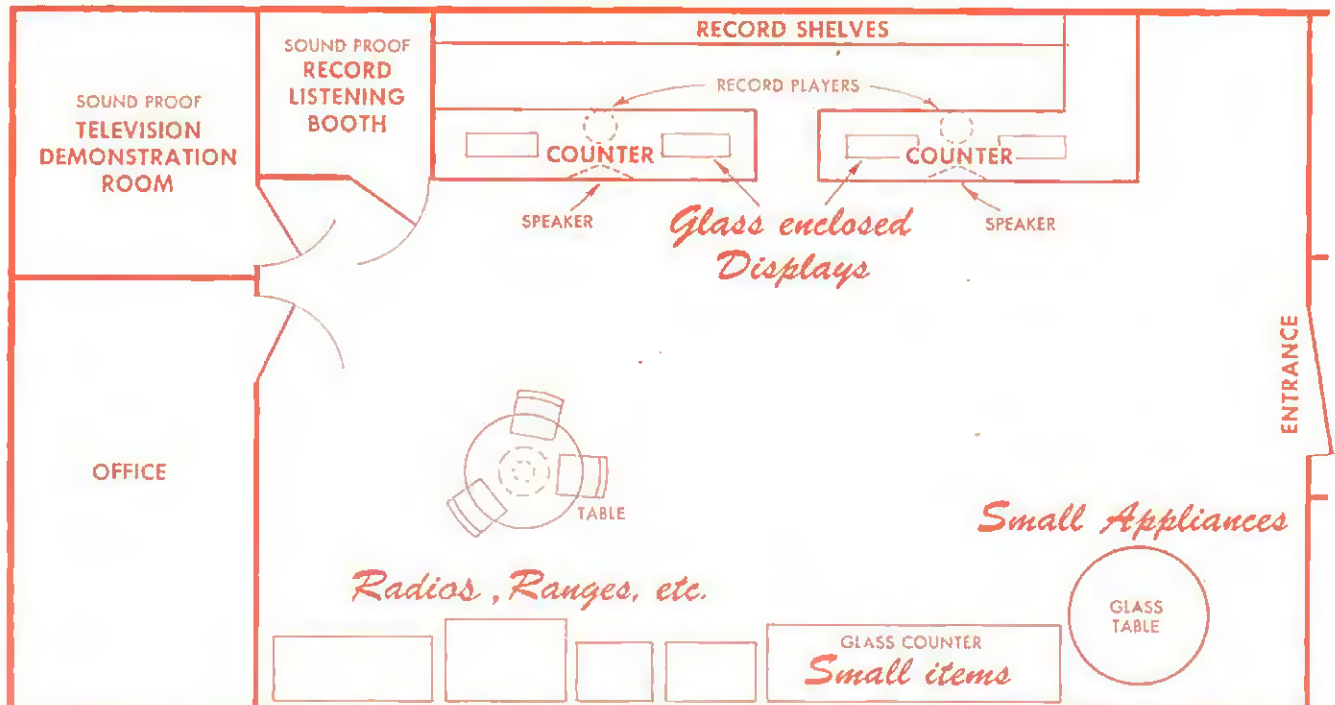 RECORD SHELVES
SOUND PROOF
RECORD
LISTENING
BOOTH
SOUND PROOF
TELEVISION
DEMONSTRATION
ROOM
RECORD PLAYERS
COUNTER
COUNTER
SPEAKER
SPEAKER
Glass enclosed
Displays
ENTRANCE
OFFICE
TABLE
Small Appliances
Radios, Ranges, etc.
GLASS
TABLE
GLASS COUNTER
Small items